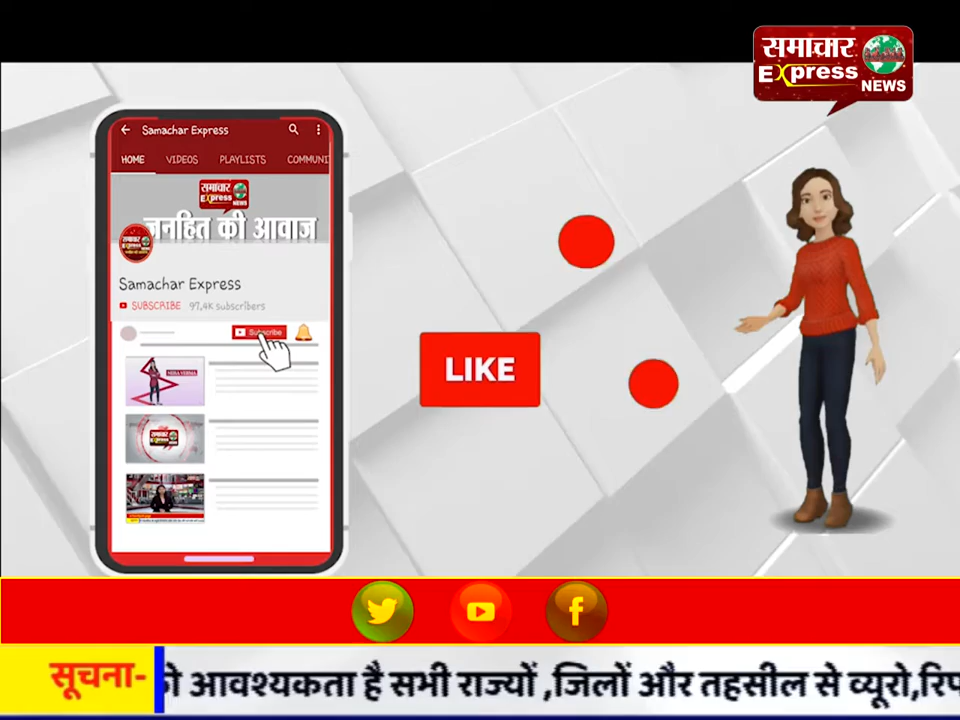 समाचार
Express
NEWS
Samachar Express
HOME VIDEOS PLAYLISTS COMMUNI
समाचार
Express
NEWS
जनहित की आवाज
Samachar Express
SUBSCRIBE 97.4K subscribers
Subscribe
LIKE
सूचना- को आवश्यकता है सभी राज्यों ,जिलों और तहसील से व्यूरो,रिप